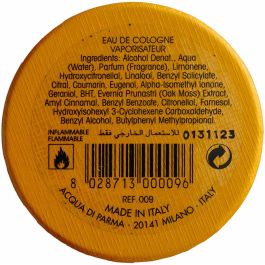 EAU DE COLOGNE
VAPORISATEUR
Ingredients: Alcohol Denat., Aqua
(Water), Parfum (Fragrance), Limonene,
Hydroxycitronellal, Linalool, Benzyl Salicylate,
Citral, Coumarin, Eugenol, Alpha-Isomethyl Ionone,
Geraniol, BHT, Evernia Prunastri (Oak Moss) Extract,
Amyl Cinnamal, Benzyl Benzoate, Citronellol, Farnesol,
Hydroxyisohexyl 3-Cyclohexene Carboxaldehyde,
Benzyl Alcohol, Butylphenyl Methylpropional.
INFLAMMABLE
FLAMMABLE
للاستعمال الخارجي فقط
0131123
8 028713 000096
REF. 009
MADE IN ITALY
ACQUA DI PARMA - 20141 MILANO - ITALY